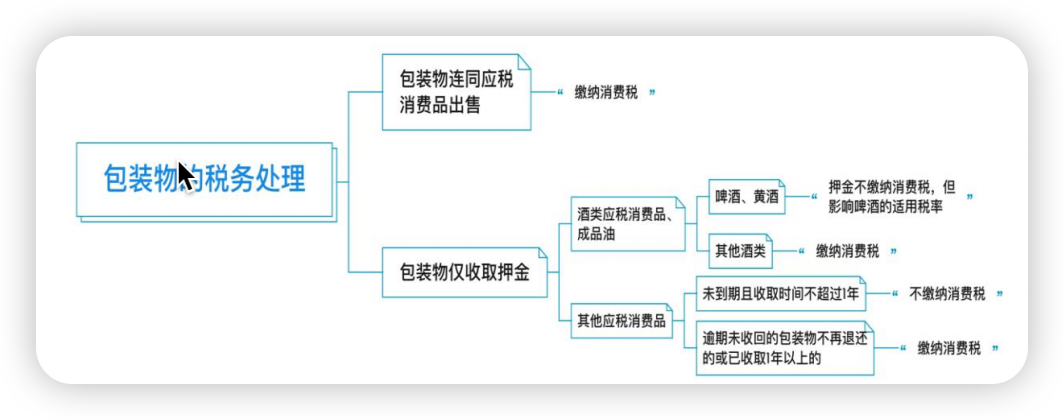 包装物连同应税
消费品出售
“ 缴纳消费税 ”
包装物的税务处理
啤酒、黄酒
“ 押金不缴纳消费税，但
影响啤酒的适用税率 ”
酒类应税消费品、
成品油
其他酒类
“ 缴纳消费税 ”
包装物仅收取押金
未到期且收取时间不超过1年
“ 不缴纳消费税 ”
其他应税消费品
逾期未收回的包装物不再退还
的或已收取1年以上的
“ 缴纳消费税 ”